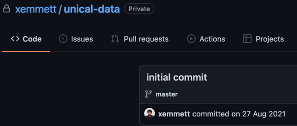 xemmett / unical-data Private
Code Issues Pull requests Actions Projects
initial commit
master
xemmett committed on 27 Aug 2021